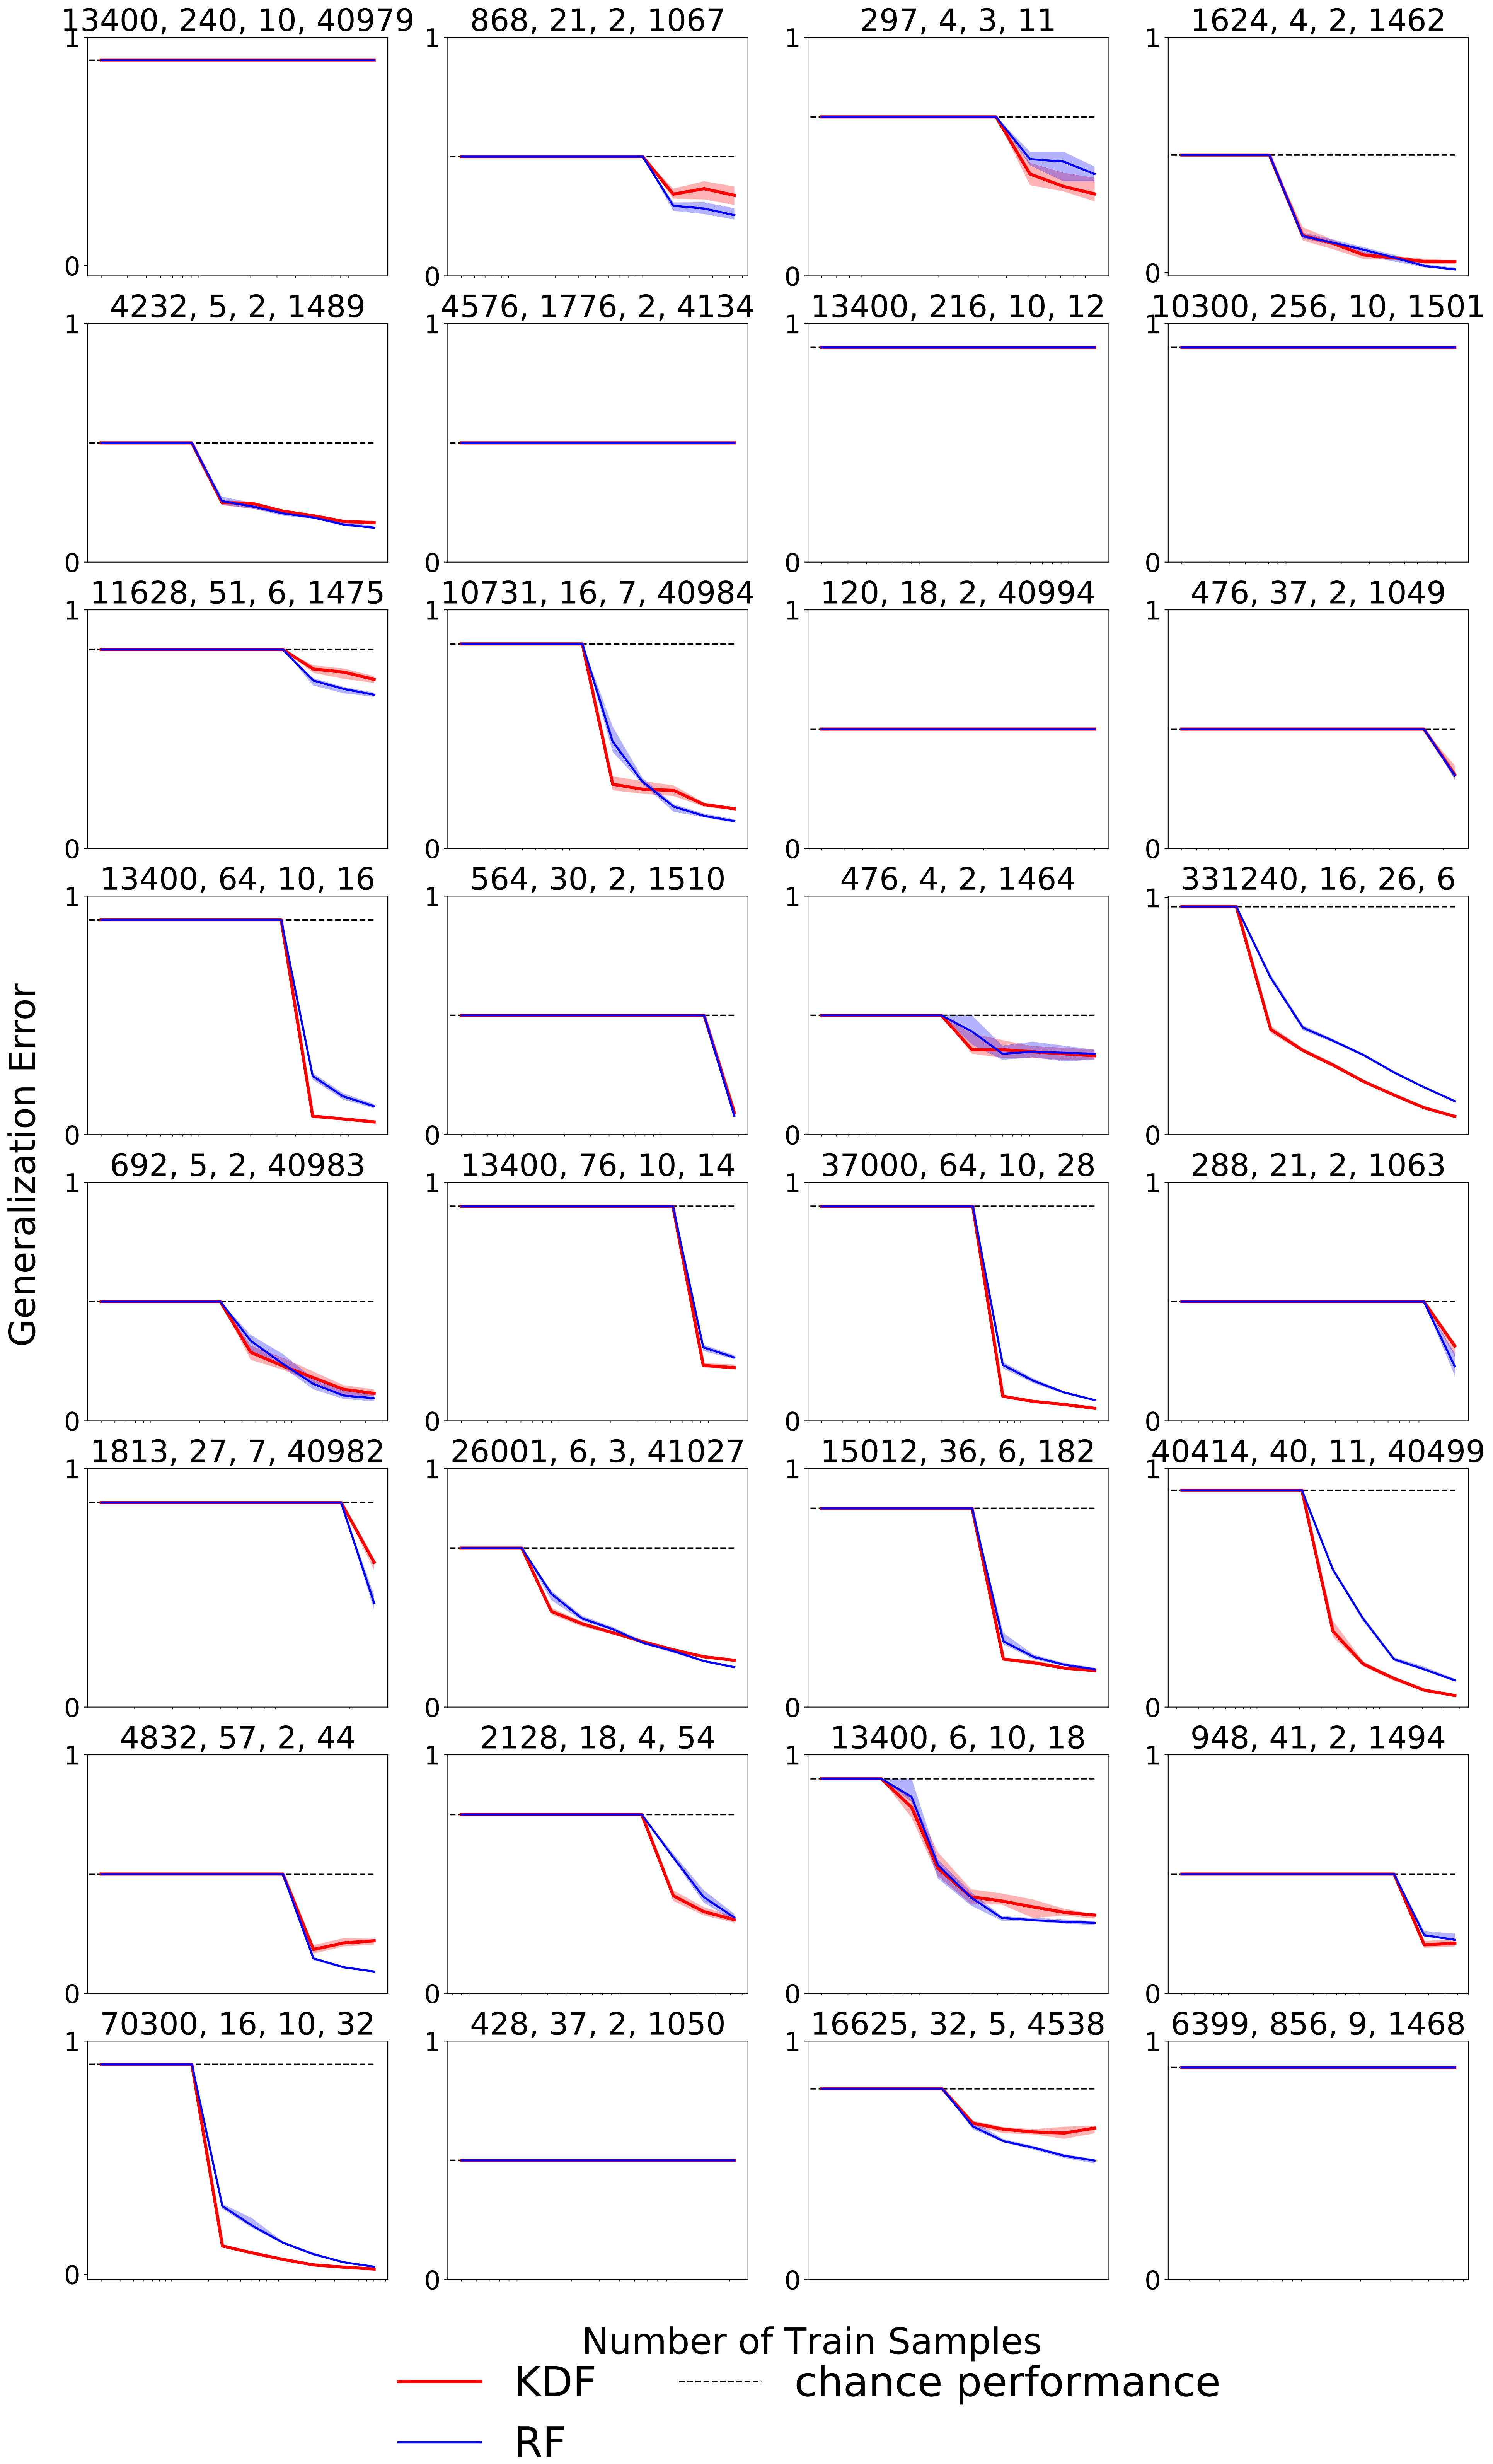 13400, 240, 10, 40979
868, 21, 2, 1067
297, 4, 3, 11
1624, 4, 2, 1462
1
0
1
0
1
0
1
0
4232, 5, 2, 1489
4576, 1776, 2, 4134
13400, 216, 10, 12
10300, 256, 10, 1501
1
0
1
0
1
0
1
0
11628, 51, 6, 1475
10731, 16, 7, 40984
120, 18, 2, 40994
476, 37, 2, 1049
1
0
1
0
1
0
1
0
13400, 64, 10, 16
564, 30, 2, 1510
476, 4, 2, 1464
331240, 16, 26, 6
1
0
1
0
1
0
1
0
Generalization Error
692, 5, 2, 40983
13400, 76, 10, 14
37000, 64, 10, 28
288, 21, 2, 1063
1
0
1
0
1
0
1
0
1813, 27, 7, 40982
26001, 6, 3, 41027
15012, 36, 6, 182
40414, 40, 11, 40499
1
0
1
0
1
0
1
0
4832, 57, 2, 44
2128, 18, 4, 54
13400, 6, 10, 18
948, 41, 2, 1494
1
0
1
0
1
0
1
0
70300, 16, 10, 32
428, 37, 2, 1050
16625, 32, 5, 4538
6399, 856, 9, 1468
1
0
1
0
1
0
1
0
Number of Train Samples
KDF
chance performance
RF